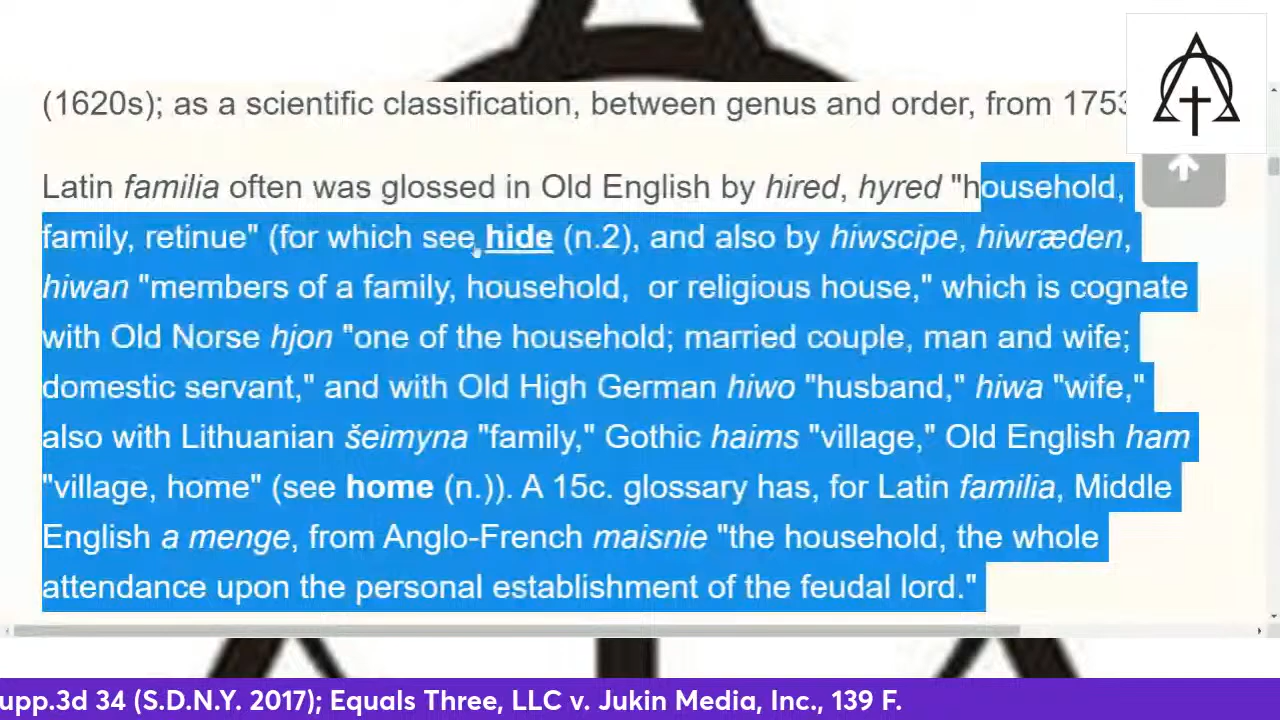 (1620s); as a scientific classification, between genus and order, from 1753
Latin familia often was glossed in Old English by hired, hyred "household,
family, retinue" (for which see hide (n.2), and also by hiwscipe, hiwræden,
hiwan "members of a family, household, or religious house," which is cognate
with Old Norse hjon "one of the household; married couple, man and wife;
domestic servant," and with Old High German hiwo "husband," hiwa "wife,"
also with Lithuanian šeimyna "family," Gothic haims "village," Old English ham
"village, home" (see home (n.)). A 15c. glossary has, for Latin familia, Middle
English a menge, from Anglo-French maisnie "the household, the whole
attendance upon the personal establishment of the feudal lord."
upp.3d 34 (S.D.N.Y. 2017); Equals Three, LLC v. Jukin Media, Inc., 139 F.